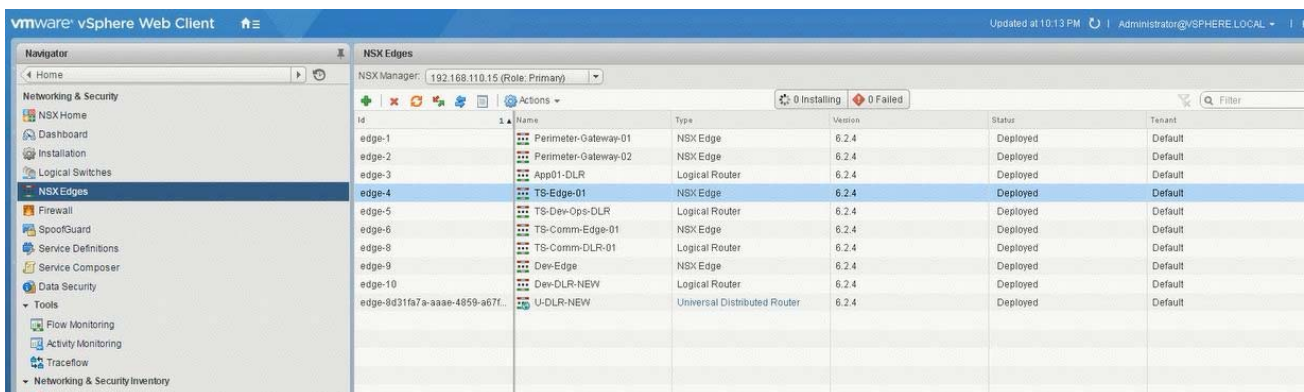 vmware® vSphere Web Client
Updated at 10:13 PM | Administrator@VSPHERE.LOCAL
Navigator
Home
Networking & Security
NSX Home
Dashboard
Installation
Logical Switches
NSX Edges
Firewall
SpoofGuard
Service Definitions
Service Composer
Data Security
Tools
Flow Monitoring
Activity Monitoring
Traceflow
Networking & Security Inventory
NSX Edges
NSX Manager: 192.168.110.15 (Role: Primary)
Actions 0 Installing 0 Failed Filter
Id 1 Name Type Version Status Tenant
edge-1 Perimeter-Gateway-01 NSX Edge 6.2.4 Deployed Default
edge-2 Perimeter-Gateway-02 NSX Edge 6.2.4 Deployed Default
edge-3 App01-DLR Logical Router 6.2.4 Deployed Default
edge-4 TS-Edge-01 NSX Edge 6.2.4 Deployed Default
edge-5 TS-Dev-Ops-DLR Logical Router 6.2.4 Deployed Default
edge-6 TS-Comm-Edge-01 NSX Edge 6.2.4 Deployed Default
edge-8 TS-Comm-DLR-01 Logical Router 6.2.4 Deployed Default
edge-9 Dev-Edge NSX Edge 6.2.4 Deployed Default
edge-10 Dev-DLR-NEW Logical Router 6.2.4 Deployed Default
edge-8d31fa7a-aaae-4859-a67f... U-DLR-NEW Universal Distributed Router 6.2.4 Deployed Default